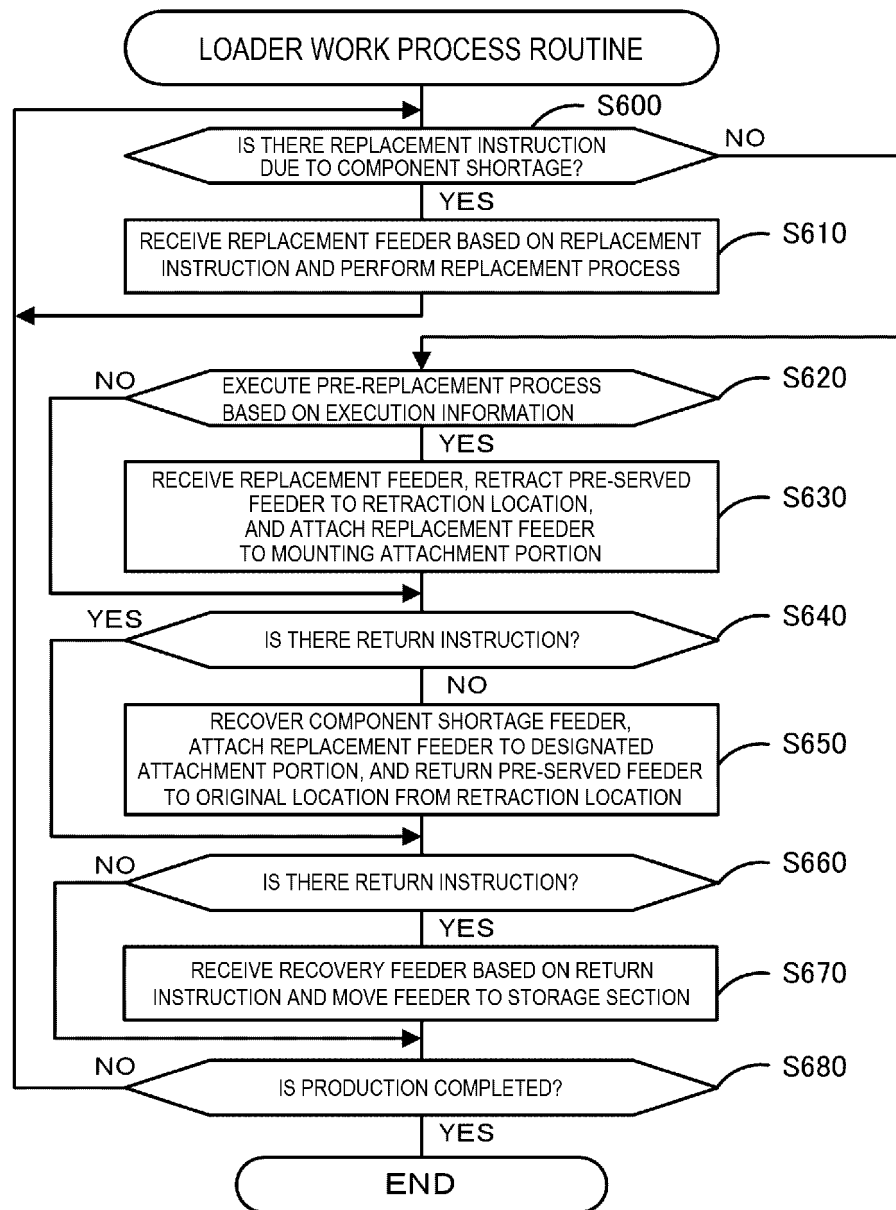 LOADER WORK PROCESS ROUTINE
S600
IS THERE REPLACEMENT INSTRUCTION
DUE TO COMPONENT SHORTAGE?
NO
YES
RECEIVE REPLACEMENT FEEDER BASED ON REPLACEMENT
INSTRUCTION AND PERFORM REPLACEMENT PROCESS
S610
NO
EXECUTE PRE-REPLACEMENT PROCESS
BASED ON EXECUTION INFORMATION
S620
YES
RECEIVE REPLACEMENT FEEDER, RETRACT PRE-SERVED
FEEDER TO RETRACTION LOCATION,
AND ATTACH REPLACEMENT FEEDER
TO MOUNTING ATTACHMENT PORTION
S630
YES
IS THERE RETURN INSTRUCTION?
S640
NO
RECOVER COMPONENT SHORTAGE FEEDER,
ATTACH REPLACEMENT FEEDER TO DESIGNATED
ATTACHMENT PORTION, AND RETURN PRE-SERVED FEEDER
TO ORIGINAL LOCATION FROM RETRACTION LOCATION
S650
NO
IS THERE RETURN INSTRUCTION?
S660
YES
RECEIVE RECOVERY FEEDER BASED ON RETURN
INSTRUCTION AND MOVE FEEDER TO STORAGE SECTION
S670
NO
IS PRODUCTION COMPLETED?
S680
YES
END